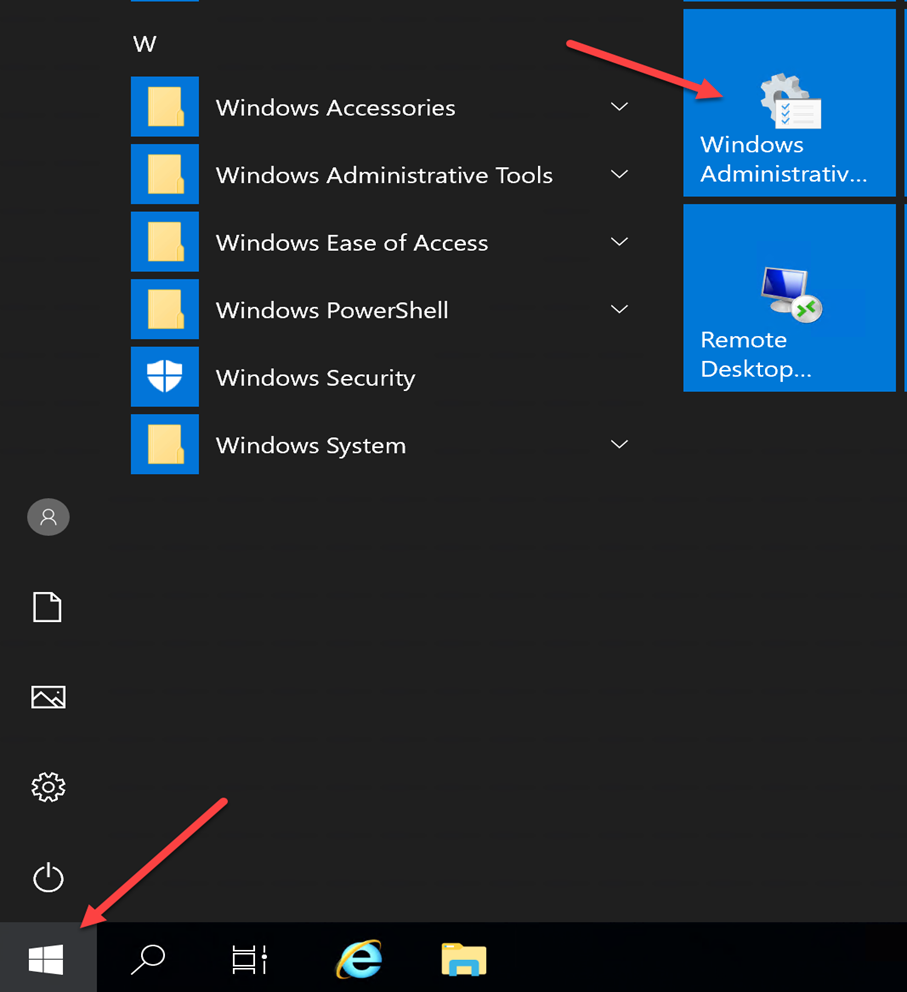 W
Windows Accessories
Windows Administrative Tools
Windows Ease of Access
Windows PowerShell
Windows Security
Windows System
Windows
Administrativ...
Remote
Desktop...